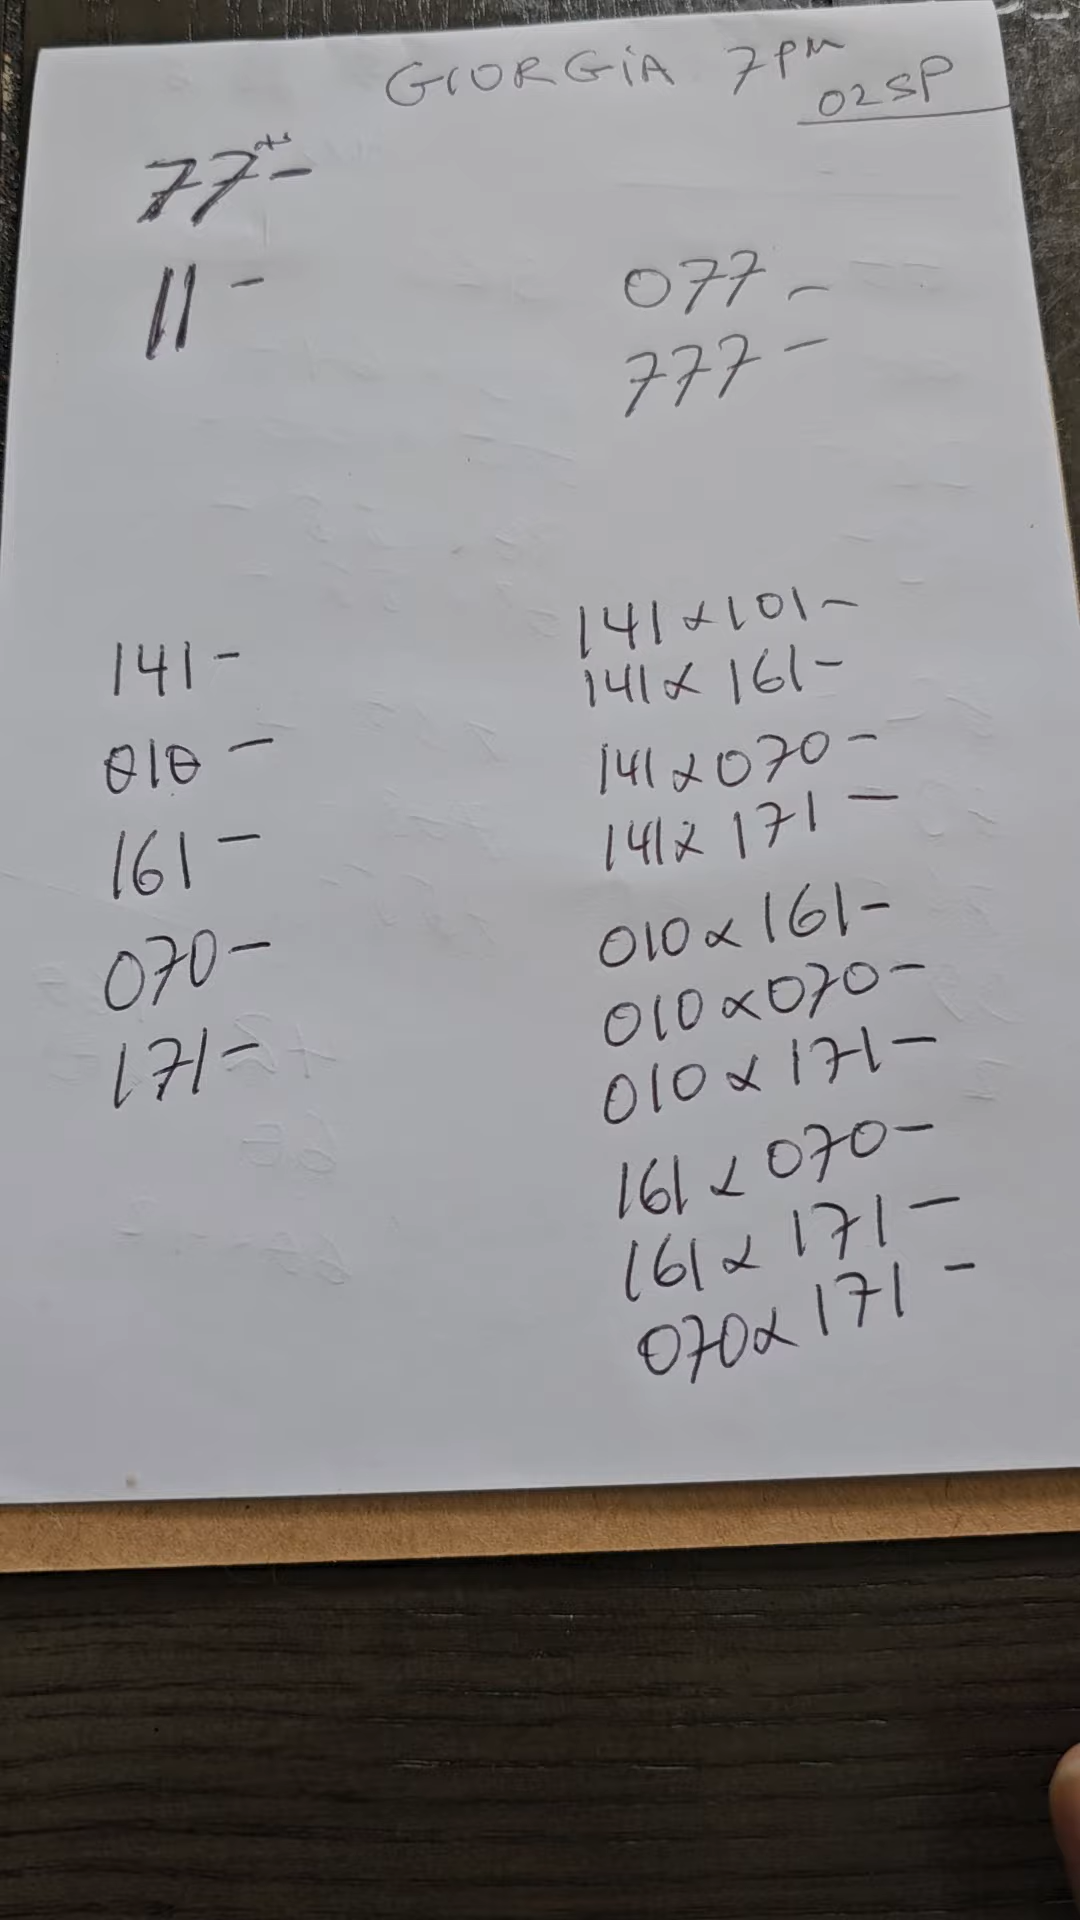 GIORGiA 7PM
02SP
77-
11-
077-
777-
141-
010-
161-
070-
171-
141x101-
141x161-
141x070-
141x171-
010x161-
010x070-
010x171-
161x070-
161x171-
070x171-